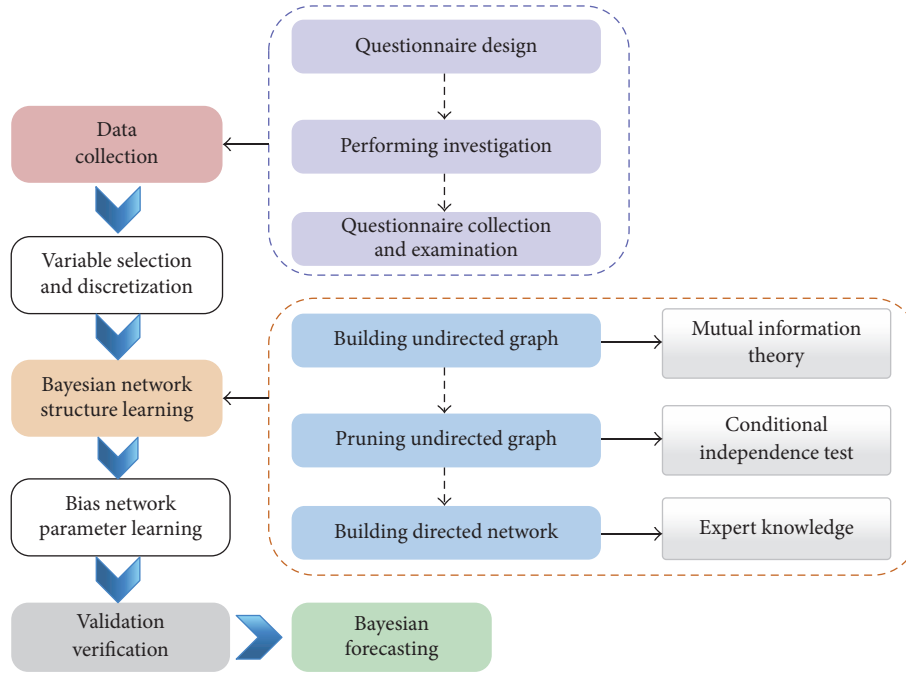 Questionnaire design
Performing investigation
Questionnaire collection
and examination
Data
collection
Variable selection
and discretization
Bayesian network
structure learning
Bias network
parameter learning
Validation
verification
Bayesian
forecasting
Building undirected graph
Mutual information
theory
Pruning undirected graph
Conditional
independence test
Building directed network
Expert knowledge